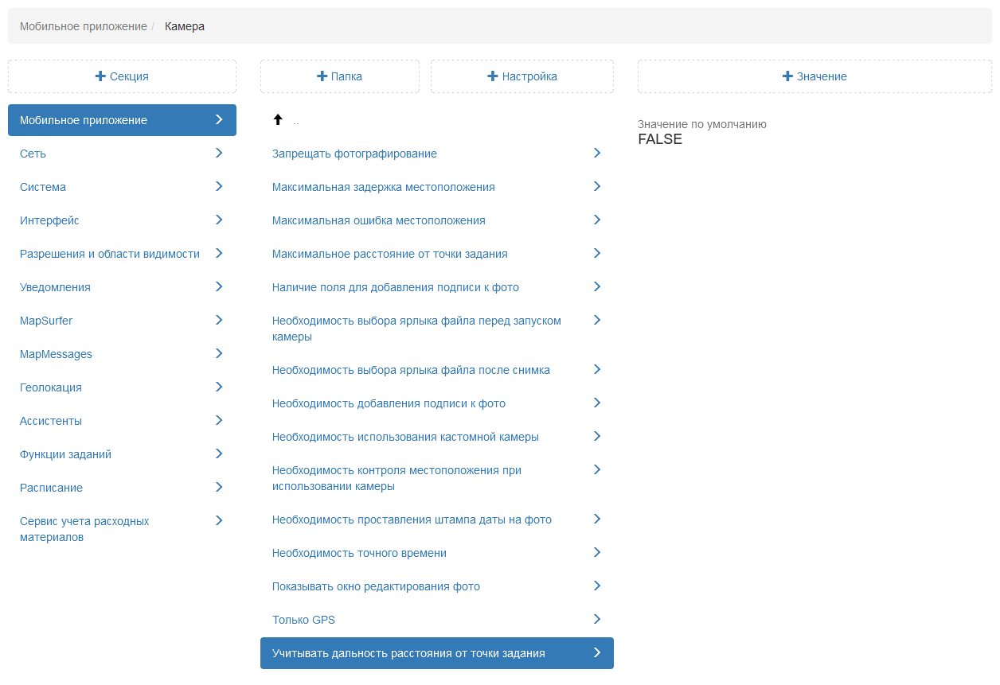 Мобильное приложение / Камера
Секция
Папка
Настройка
Значение
Мобильное приложение
Сеть
Система
Интерфейс
Разрешения и области видимости
Уведомления
MapSurfer
MapMessages
Геолокация
Ассистенты
Функции заданий
Расписание
Сервис учета расходных
материалов
..
Запрещать фотографирование
Максимальная задержка местоположения
Максимальная ошибка местоположения
Максимальное расстояние от точки задания
Наличие поля для добавления подписи к фото
Необходимость выбора ярлыка файла перед запуском
камеры
Необходимость выбора ярлыка файла после снимка
Необходимость добавления подписи к фото
Необходимость использования кастомной камеры
Необходимость контроля местоположения при
использовании камеры
Необходимость проставления штампа даты на фото
Необходимость точного времени
Показывать окно редактирования фото
Только GPS
Учитывать дальность расстояния от точки задания
Значение по умолчанию
FALSE